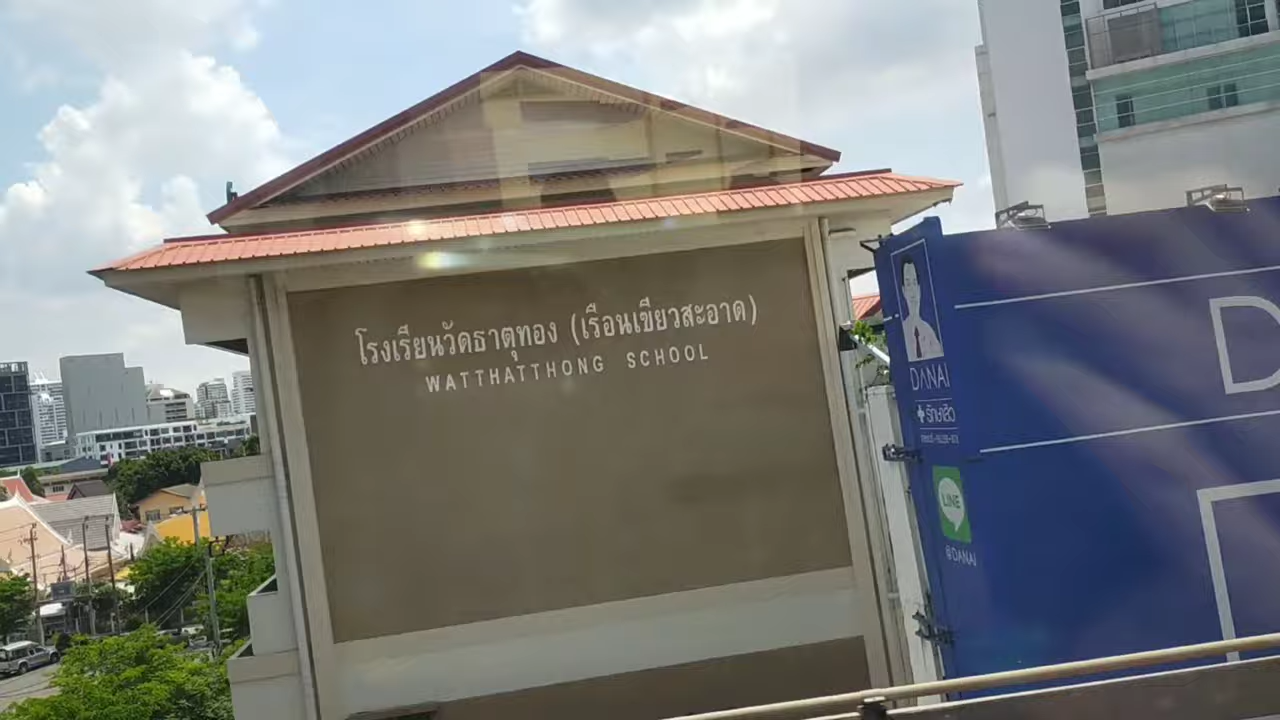 โรงเรียนวัดธาตุทอง (เรือนเขียวสะอาด)
WATTHATTHONG SCHOOL
DANAI
รักษ์สิว
LINE
@DANAI
D